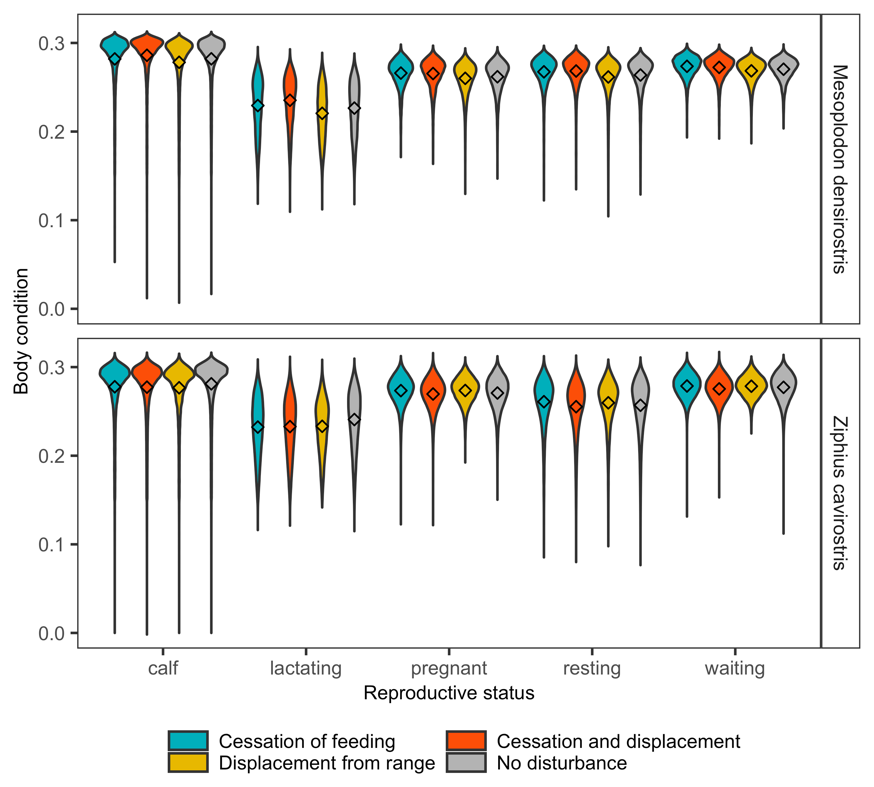 Body condition
0.3
0.2
0.1
0.0
Mesoplodon densirostris
0.3
0.2
0.1
0.0
Ziphius cavirostris
calf lactating pregnant resting waiting
Reproductive status
Cessation of feeding Cessation and displacement
Displacement from range No disturbance